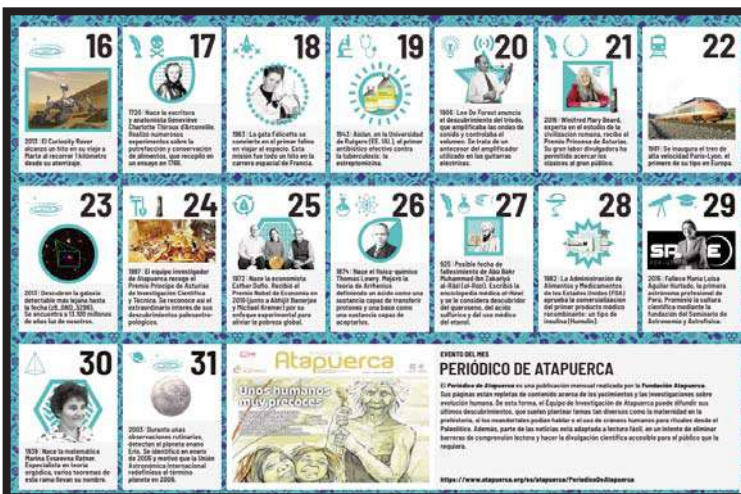 16
2013: El Curiosity Rover
alcanzó un hito en su viaje a
Marte al recorrer 1 kilómetro
desde su aterrizaje.
17
1720: Nace la escritora
y anatomista Geneviève
Charlotte Thiroux d'Arconville.
Realizó numerosos
experimentos sobre la
putrefacción y conservación
de alimentos, que recopiló en
un ensayo en 1766.
18
1963: La gata Félicette se
convierte en el primer felino
en viajar al espacio. Esta
misión fue todo un hito en la
carrera espacial de Francia.
19
1943: Aíslan, en la Universidad
de Rutgers (EE. UU.), el primer
antibiótico efectivo contra
la tuberculosis: la
estreptomicina.
20
1906: Lee De Forest anuncia
el descubrimiento del triodo,
que amplificaba las ondas de
sonido y controlaba el
volumen. Se trata de un
antecesor del amplificador
utilizado en las guitarras
eléctricas.
21
2016: Winifred Mary Beard,
experta en el estudio de la
civilización romana, recibe el
Premio Princesa de Asturias.
Su gran labor divulgadora ha
permitido acercar los
clásicos al gran público.
22
1981: Se inaugura el tren de
alta velocidad París-Lyon, el
primero de su tipo en Europa.
23
2013: Descubren la galaxia
detectable más lejana hasta
la fecha (z8_GND_5296).
Se encuentra a 13.100 millones
de años luz de nosotros.
24
1997: El equipo investigador
de Atapuerca recoge el
Premio Príncipe de Asturias
de Investigación Científica
y Técnica. Se reconoce así el
extraordinario interés de sus
descubrimientos paleoantro-
pológicos.
25
1972: Nace la economista
Esther Duflo. Recibió el
Premio Nobel de Economía en
2019 (junto a Abhijit Banerjee
y Michael Kremer) por su
enfoque experimental para
aliviar la pobreza global.
26
1874: Nace el físico-químico
Thomas Lowry. Mejoró la
teoría de Arrhenius
definiendo un ácido como una
sustancia capaz de transferir
protones y una base como
una sustancia capaz de
aceptarlos.
27
925: Posible fecha de
fallecimiento de Abū Bakr
Muhammad ibn Zakariyā
al-Rāzī (al-Razi). Escribió la
enciclopedia médica al-Hawi
y se le considera descubridor
del queroseno, del ácido
sulfúrico y del uso médico
del etanol.
28
1982: La Administración de
Alimentos y Medicamentos
de los Estados Unidos (FDA)
aprueba la comercialización
del primer producto médico
recombinante: un tipo de
insulina (Humulin).
29
2015: Fallece María Luisa
Aguilar Hurtado, la primera
astrónoma profesional de
Perú. Promovió la cultura
científica mediante la
fundación del Seminario de
Astronomía y Astrofísica.
30
1938: Nace la matemática
Marina Evseevna Ratner.
Especialista en teoría
ergódica, varios teoremas de
esta rama llevan su nombre.
31
2003: Durante unas
observaciones rutinarias,
detectan el planeta enano
Eris. Se identificó en enero
de 2005 y motivó que la Unión
Astronómica Internacional
redefiniese el término
planeta en 2006.
Atapuerca
Unos humanos
muy precoces
EVENTO DEL MES
PERIÓDICO DE ATAPUERCA
El Periódico de Atapuerca es una publicación mensual realizada por la Fundación Atapuerca.
Sus páginas están repletas de contenido acerca de los yacimientos y las investigaciones sobre
evolución humana. De esta forma, el Equipo de Investigación de Atapuerca puede difundir sus
últimos descubrimientos, que suelen plantear temas tan diversos como la maternidad en la
prehistoria, si los neandertales podían hablar o el uso de cráneos humanos para rituales desde el
Paleolítico. Además, parte de las noticias está adaptada a lectura fácil, en un intento de eliminar
barreras de comprensión lectora y hacer la divulgación científica accesible para el público que la
requiera.
https://www.atapuerca.org/es/atapuerca/PeriodicoDeAtapuerca